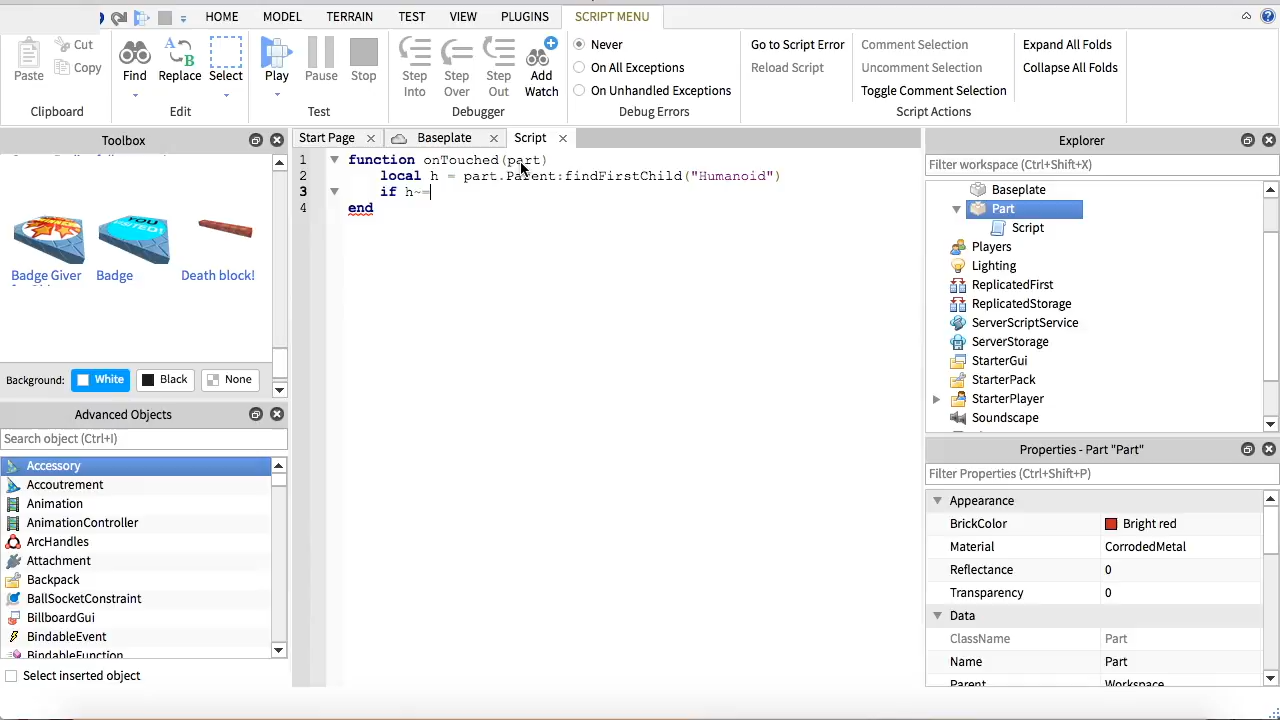 HOME MODEL TERRAIN TEST VIEW PLUGINS SCRIPT MENU
Paste Cut Copy
Find Replace Select
Play Pause Stop
Step Into Step Over Step Out Add Watch
Never
On All Exceptions
On Unhandled Exceptions
Go to Script Error
Reload Script
Comment Selection
Uncomment Selection
Toggle Comment Selection
Expand All Folds
Collapse All Folds
Clipboard Edit Test Debugger Debug Errors Script Actions
Toolbox
Badge Giver
Badge
Death block!
Background: White Black None
Advanced Objects
Search object (Ctrl+I)
Accessory
Accoutrement
Animation
AnimationController
ArcHandles
Attachment
Backpack
BallSocketConstraint
BillboardGui
BindableEvent
BindableFunction
Select inserted object
Start Page Baseplate Script
1 function onTouched(part)
2 local h = part.Parent:findFirstChild("Humanoid")
3 if h~=
4 end
Explorer
Filter workspace (Ctrl+Shift+X)
Baseplate
Part
Script
Players
Lighting
ReplicatedFirst
ReplicatedStorage
ServerScriptService
ServerStorage
StarterGui
StarterPack
StarterPlayer
Soundscape
Properties - Part "Part"
Filter Properties (Ctrl+Shift+P)
Appearance
BrickColor Bright red
Material CorrodedMetal
Reflectance 0
Transparency 0
Data
ClassName Part
Name Part
Parent Workspace